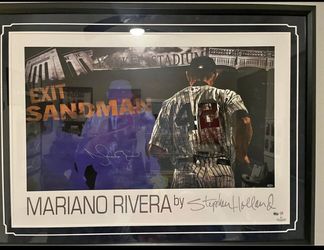 YANKEE STADIUM
EXIT
SANDMAN
42
MARIANO RIVERA by Stephen Holland